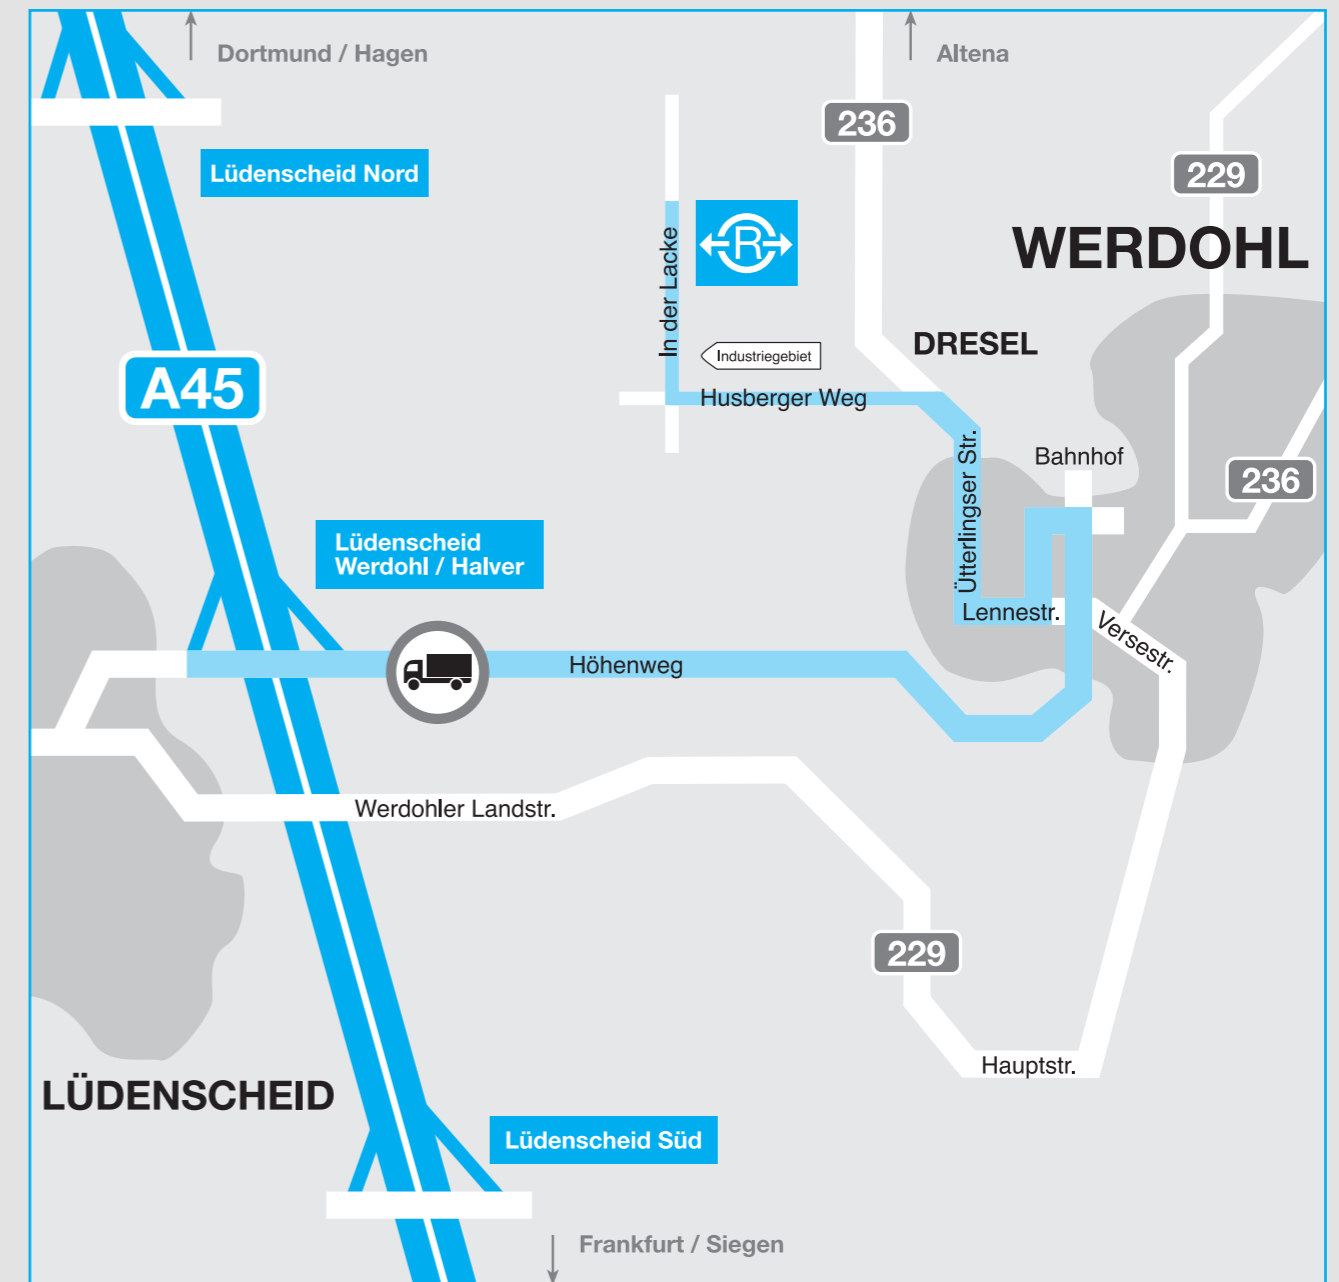 Dortmund / Hagen
Altena
236
Lüdenscheid Nord
229
R
In der Lacke
WERDOHL
DRESEL
Industriegebiet
A45
Husberger Weg
Ütterlingser Str.
Bahnhof
236
Lüdenscheid
Werdohl / Halver
Lennestr.
Versestr.
Höhenweg
Werdohler Landstr.
229
Hauptstr.
LÜDENSCHEID
Lüdenscheid Süd
Frankfurt / Siegen